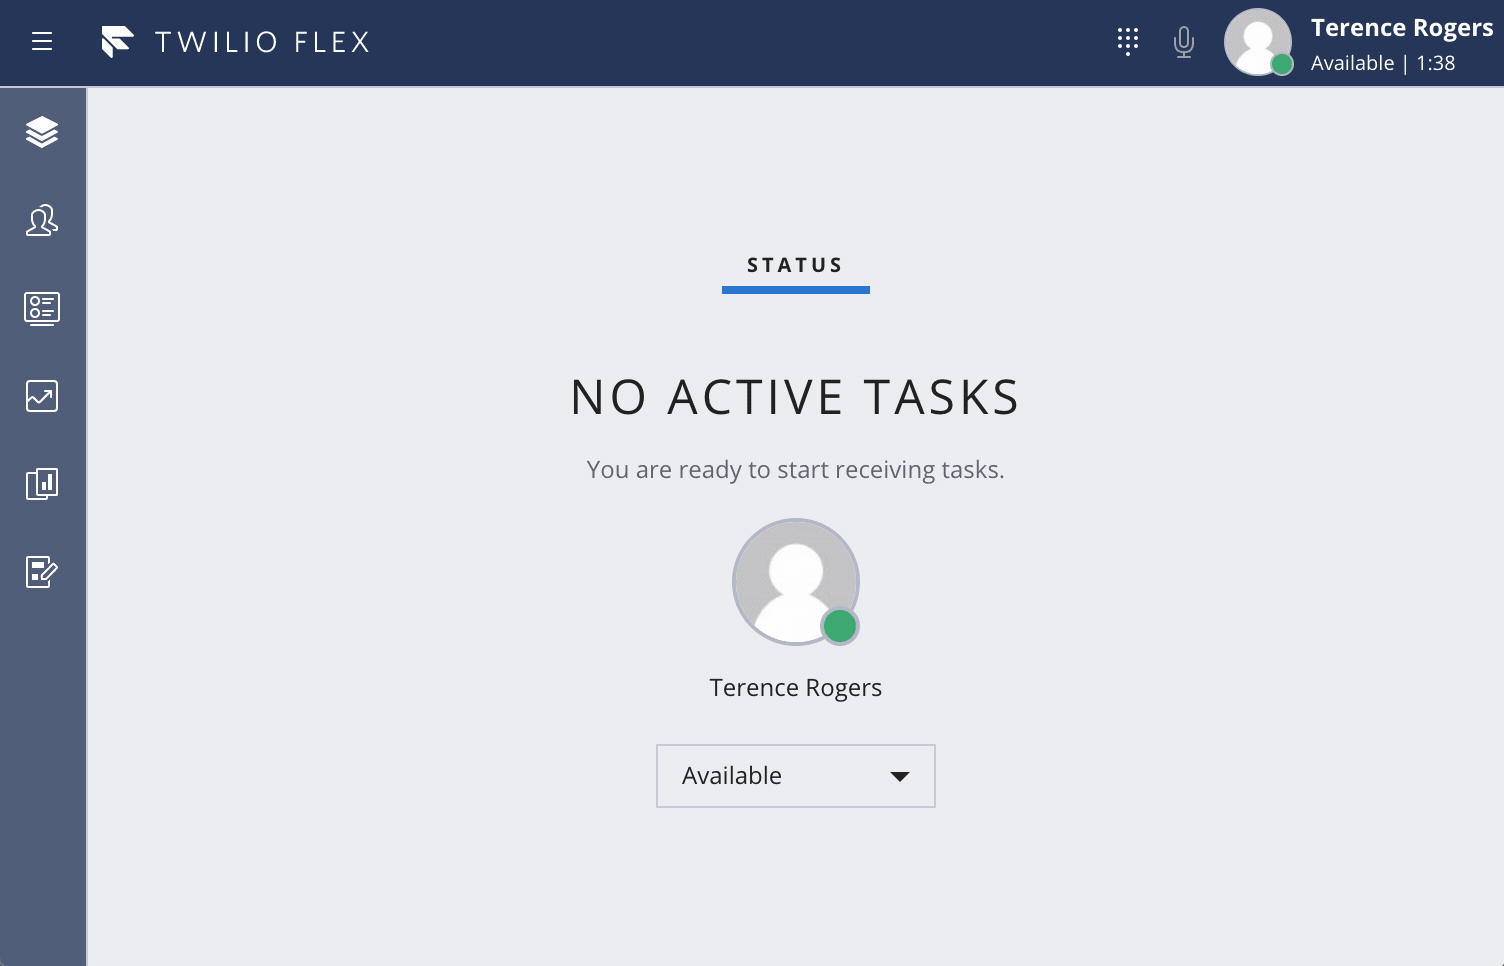 TWILIO FLEX
Terence Rogers
Available | 1:38
STATUS
NO ACTIVE TASKS
You are ready to start receiving tasks.
Terence Rogers
Available